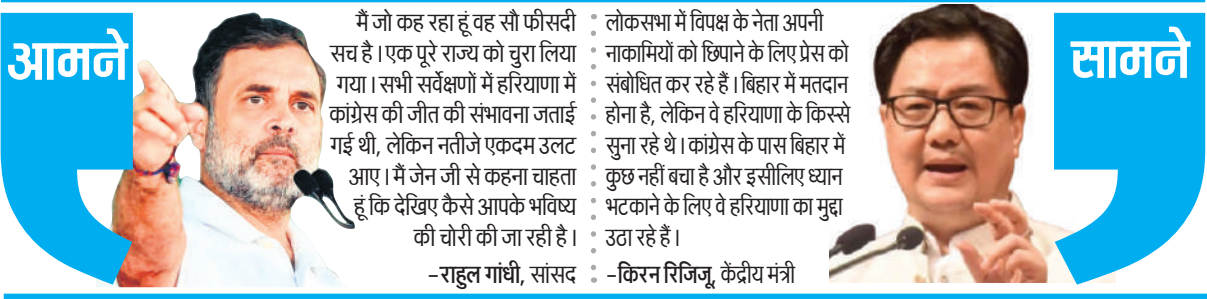 आमने
मैं जो कह रहा हूं वह सौ फीसदी
सच है। एक पूरे राज्य को चुरा लिया
गया। सभी सर्वेक्षणों में हरियाणा में
कांग्रेस की जीत की संभावना जताई
गई थी, लेकिन नतीजे एकदम उलट
आए। मैं जेन जी से कहना चाहता
हूं कि देखिए कैसे आपके भविष्य
की चोरी की जा रही है।
-राहुल गांधी, सांसद
लोकसभा में विपक्ष के नेता अपनी
नाकामियों को छिपाने के लिए प्रेस को
संबोधित कर रहे हैं। बिहार में मतदान
होना है, लेकिन वे हरियाणा के किस्से
सुना रहे थे। कांग्रेस के पास बिहार में
कुछ नहीं बचा है और इसीलिए ध्यान
भटकाने के लिए वे हरियाणा का मुद्दा
उठा रहे हैं।
-किरन रिजिजू, केंद्रीय मंत्री
सामने